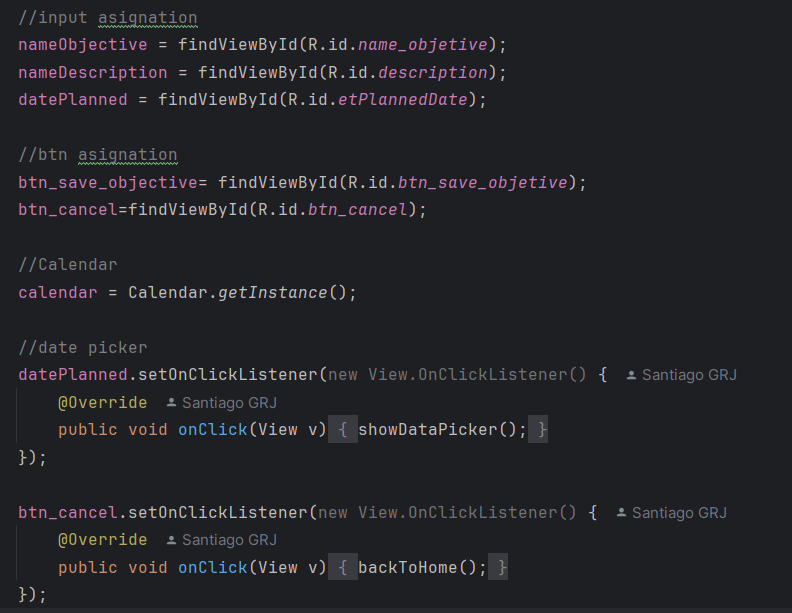 //input asignation
nameObjective = findViewById(R.id.name_objetive);
nameDescription = findViewById(R.id.description);
datePlanned = findViewById(R.id.etPlannedDate);

//btn asignation
btn_save_objective= findViewById(R.id.btn_save_objetive);
btn_cancel=findViewById(R.id.btn_cancel);

//Calendar
calendar = Calendar.getInstance();

//date picker
datePlanned.setOnClickListener(new View.OnClickListener() { Santiago GRJ
    @Override Santiago GRJ
    public void onClick(View v) { showDataPicker(); }
});

btn_cancel.setOnClickListener(new View.OnClickListener() { Santiago GRJ
    @Override Santiago GRJ
    public void onClick(View v) { backToHome(); }
});